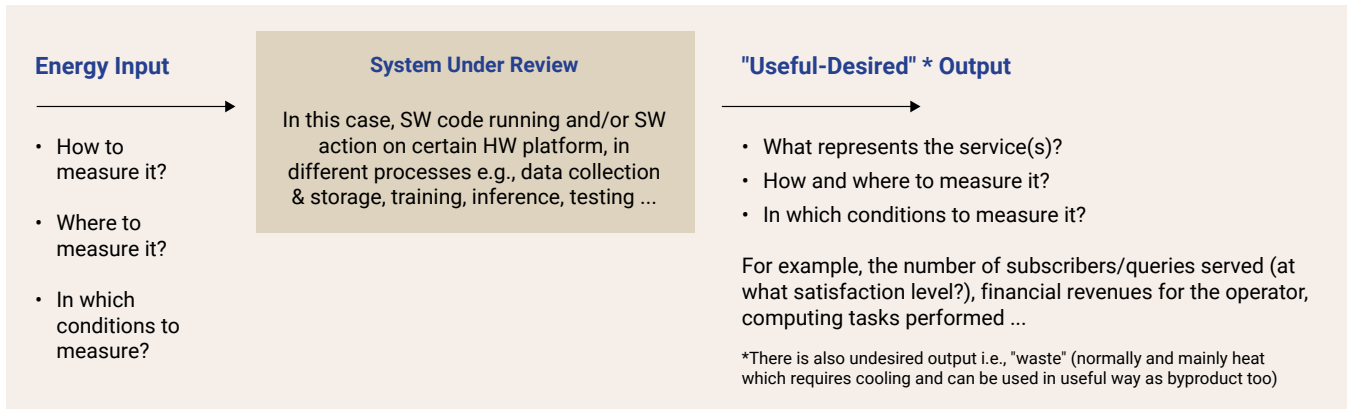 Energy Input
• How to
measure it?
• Where to
measure it?
• In which
conditions to
measure?
System Under Review
In this case, SW code running and/or SW
action on certain HW platform, in
different processes e.g., data collection
& storage, training, inference, testing ...
"Useful-Desired" * Output
• What represents the service(s)?
• How and where to measure it?
• In which conditions to measure it?
For example, the number of subscribers/queries served (at
what satisfaction level?), financial revenues for the operator,
computing tasks performed ...
*There is also undesired output i.e., "waste" (normally and mainly heat
which requires cooling and can be used in useful way as byproduct too)